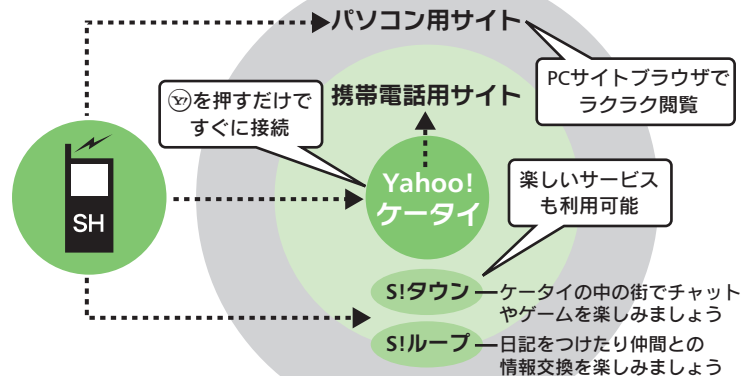 パソコン用サイト
PCサイトブラウザで
ラクラク閲覧
携帯電話用サイト
Y!を押すだけで
すぐに接続
Yahoo!
ケータイ
SH
楽しいサービス
も利用可能
S!タウン
ケータイの中の街でチャット
やゲームを楽しみましょう
S!ループ
日記をつけたり仲間との
情報交換を楽しみましょう